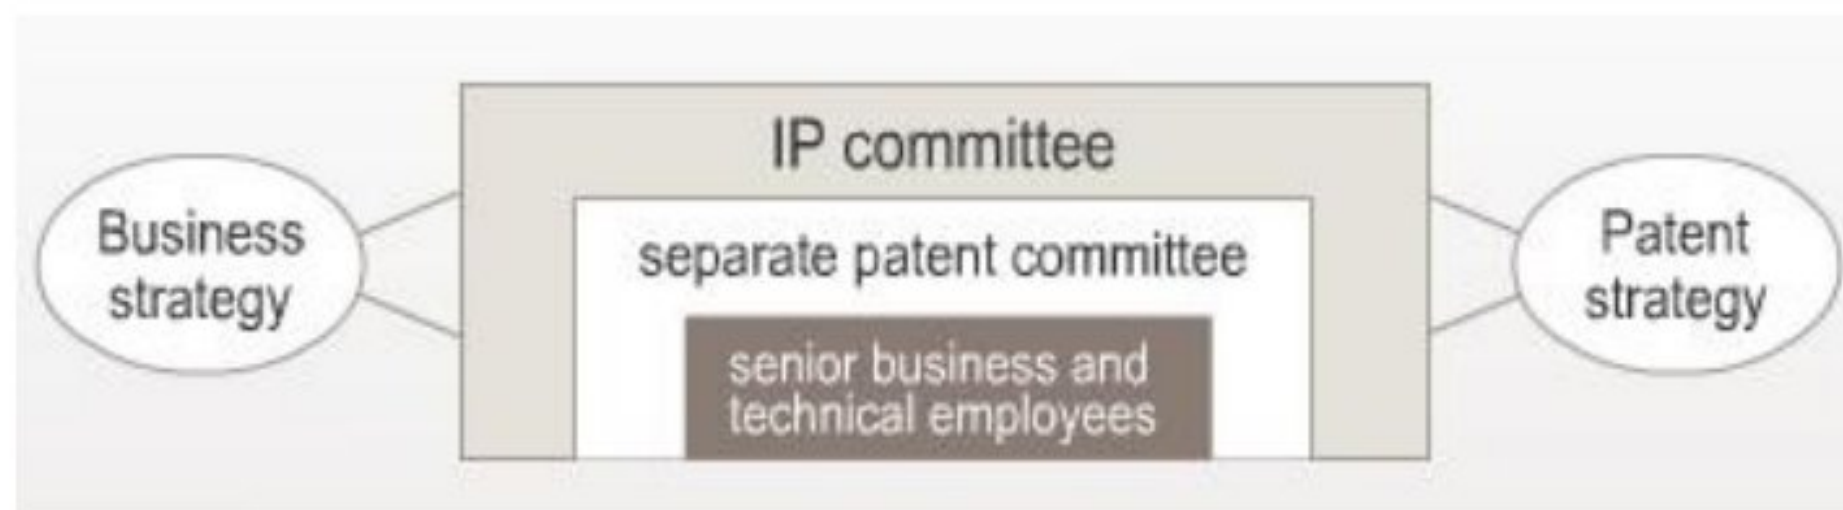 IP committee
Business
strategy
separate patent committee
senior business and
technical employees
Patent
strategy